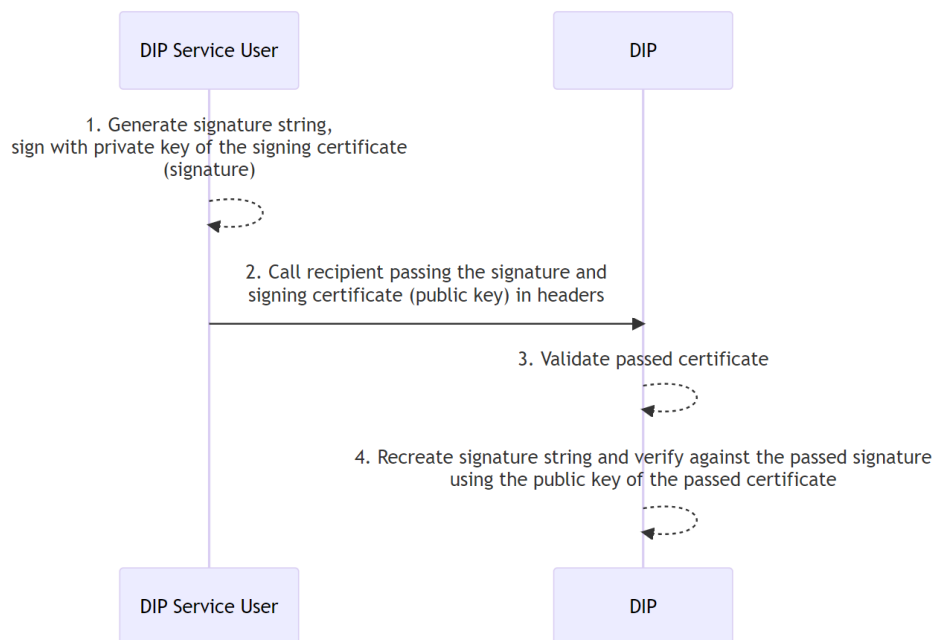 DIP Service User
DIP
1. Generate signature string,
sign with private key of the signing certificate
(signature)
2. Call recipient passing the signature and
signing certificate (public key) in headers
3. Validate passed certificate
4. Recreate signature string and verify against the passed signature
using the public key of the passed certificate
DIP Service User
DIP